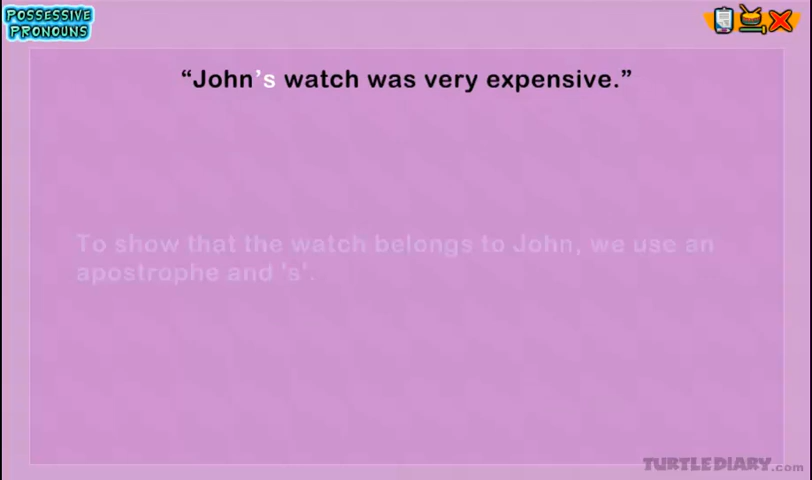 POSSESSIVE
PRONOUNS
“John’s watch was very expensive.”
To show that the watch belongs to John, we use an
apostrophe and 's'.
TURTLEDIARY.com